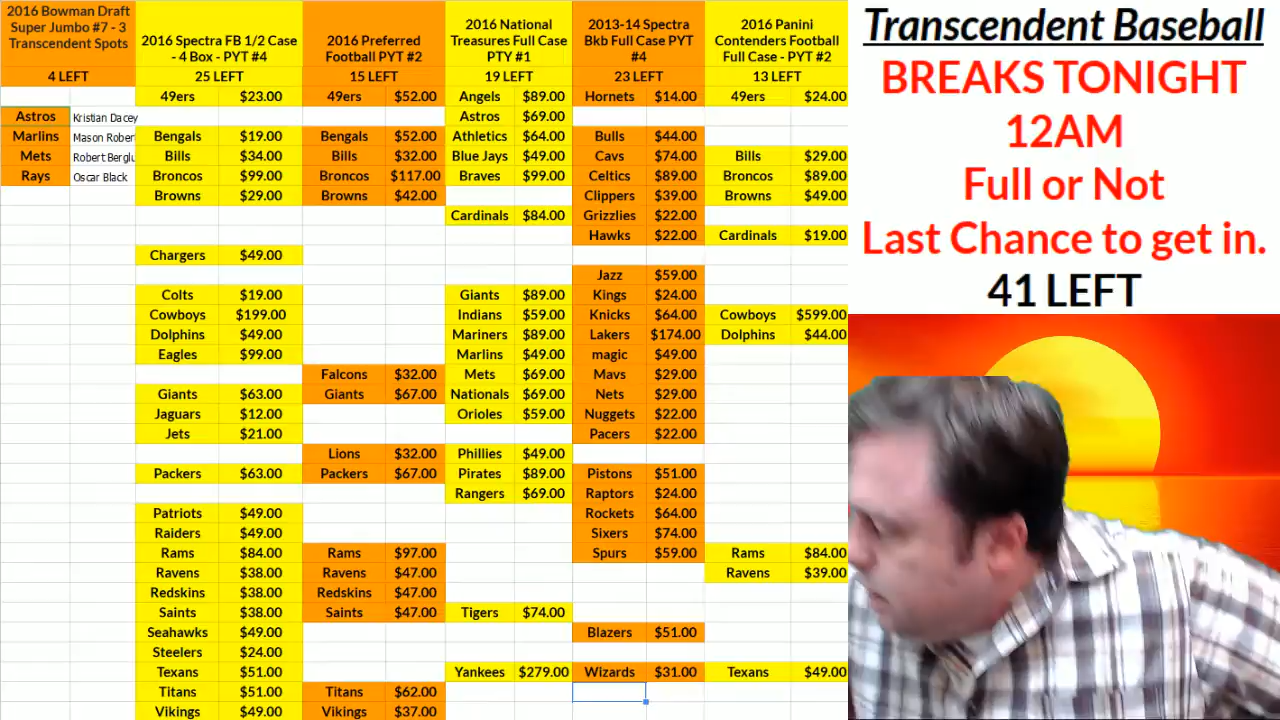 2016 Bowman Draft
Super Jumbo #7 - 3
Transcendent Spots
4 LEFT
Astros Kristian Dacey
Marlins Mason Rober
Mets Robert Berglu
Rays Oscar Black
2016 Spectra FB 1/2 Case
- 4 Box - PYT #4
25 LEFT
49ers $23.00
Bengals $19.00
Bills $34.00
Broncos $99.00
Browns $29.00
Chargers $49.00
Colts $19.00
Cowboys $199.00
Dolphins $49.00
Eagles $99.00
Giants $63.00
Jaguars $12.00
Jets $21.00
Packers $63.00
Patriots $49.00
Raiders $49.00
Rams $84.00
Ravens $38.00
Redskins $38.00
Saints $38.00
Seahawks $49.00
Steelers $24.00
Texans $51.00
Titans $51.00
Vikings $49.00
2016 Preferred
Football PYT #2
15 LEFT
49ers $52.00
Bengals $52.00
Bills $32.00
Broncos $117.00
Browns $42.00
Falcons $32.00
Giants $67.00
Lions $32.00
Packers $67.00
Rams $97.00
Ravens $47.00
Redskins $47.00
Saints $47.00
Titans $62.00
Vikings $37.00
2016 National
Treasures Full Case
PTY #1
19 LEFT
Angels $89.00
Astros $69.00
Athletics $64.00
Blue Jays $49.00
Braves $99.00
Cardinals $84.00
Giants $89.00
Indians $59.00
Mariners $89.00
Marlins $49.00
Mets $69.00
Nationals $69.00
Orioles $59.00
Phillies $49.00
Pirates $89.00
Rangers $69.00
Tigers $74.00
Yankees $279.00
2013-14 Spectra
Bkb Full Case PYT
#4
23 LEFT
Hornets $14.00
Bulls $44.00
Cavs $74.00
Celtics $89.00
Clippers $39.00
Grizzlies $22.00
Hawks $22.00
Jazz $59.00
Kings $24.00
Knicks $64.00
Lakers $174.00
magic $49.00
Mavs $29.00
Nets $29.00
Nuggets $22.00
Pacers $22.00
Pistons $51.00
Raptors $24.00
Rockets $64.00
Sixers $74.00
Spurs $59.00
Blazers $51.00
Wizards $31.00
2016 Panini
Contenders Football
Full Case - PYT #2
13 LEFT
49ers $24.00
Bills $29.00
Broncos $89.00
Browns $49.00
Cardinals $19.00
Cowboys $599.00
Dolphins $44.00
Rams $84.00
Ravens $39.00
Texans $49.00
Transcendent Baseball
BREAKS TONIGHT
12AM
Full or Not
Last Chance to get in.
41 LEFT